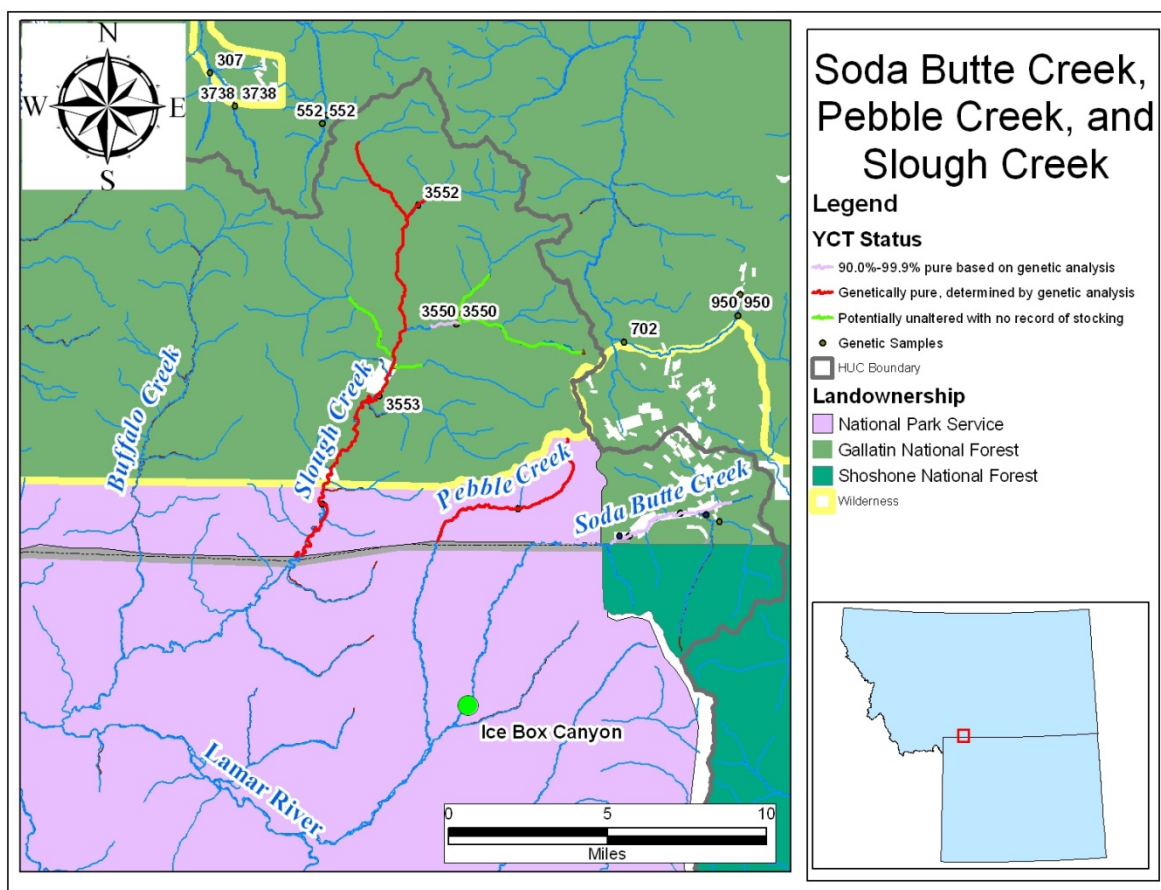 N
W E
S
307
3738 3738
552 552
3552
3550 3550
950 950
702
3553
Buffalo Creek
Slough Creek
Pebble Creek
Soda Butte Creek
Ice Box Canyon
Lamar River
0 5 10
Miles
Soda Butte Creek,
Pebble Creek, and
Slough Creek
Legend
YCT Status
90.0%-99.9% pure based on genetic analysis
Genetically pure, determined by genetic analysis
Potentially unaltered with no record of stocking
Genetic Samples
HUC Boundary
Landownership
National Park Service
Gallatin National Forest
Shoshone National Forest
Wilderness